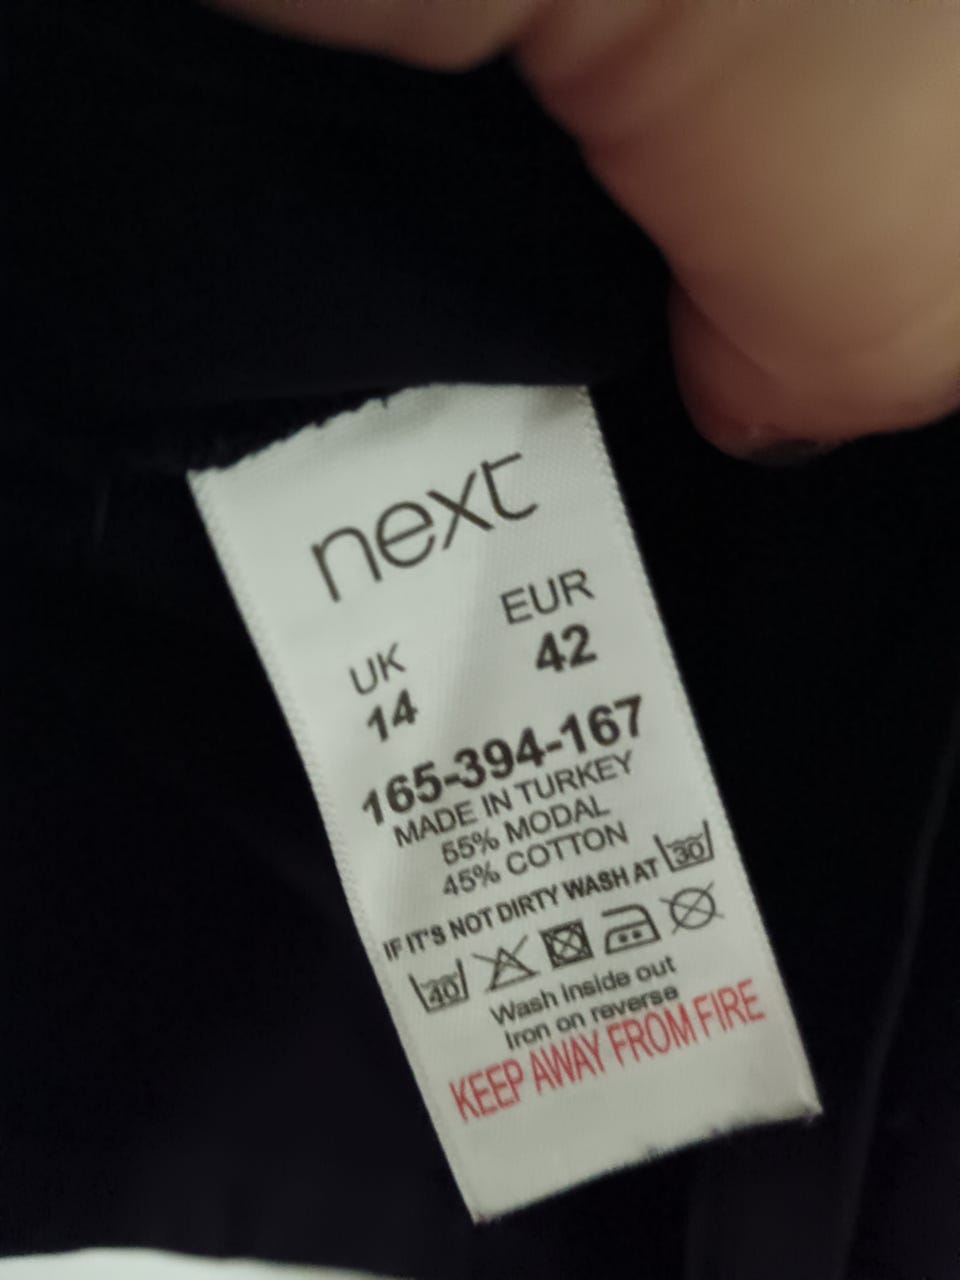 next
UK EUR
14 42
165-394-167
MADE IN TURKEY
55% MODAL
45% COTTON
IF IT'S NOT DIRTY WASH AT 30
40
Wash inside out
Iron on reverse
KEEP AWAY FROM FIRE